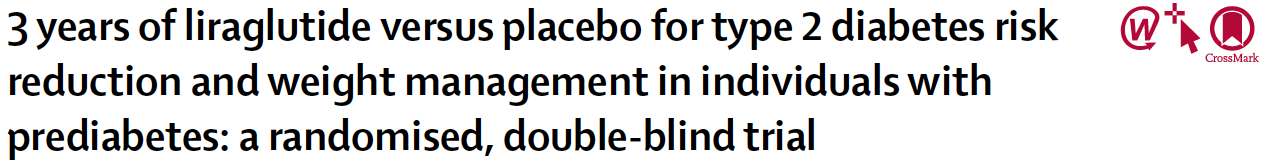 3 years of liraglutide versus placebo for type 2 diabetes risk
reduction and weight management in individuals with
prediabetes: a randomised, double-blind trial
W
CrossMark